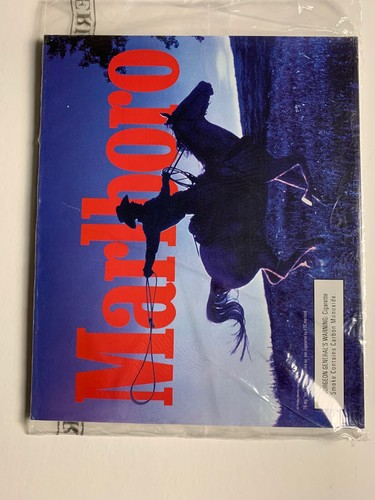 Marlboro
SURGEON GENERAL'S WARNING: Cigarette
Smoke Contains Carbon Monoxide.